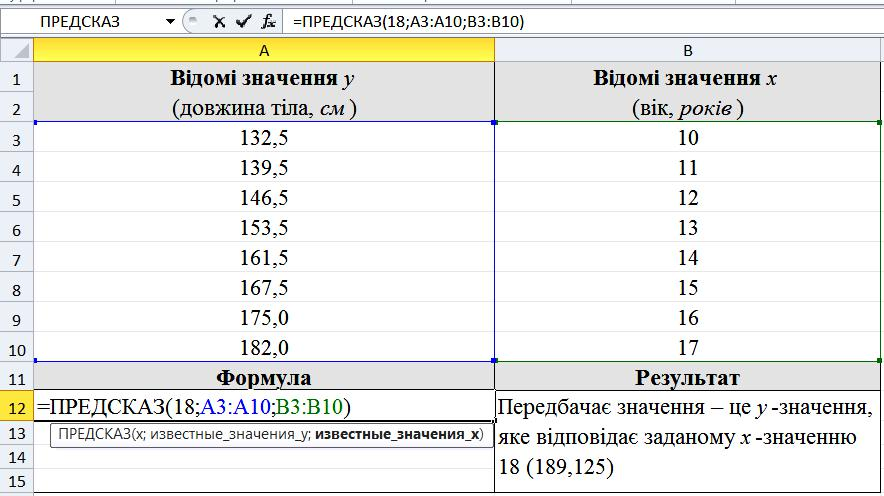 ПРЕДСКАЗ =ПРЕДСКАЗ(18;A3:A10;B3:B10)
A B
1 Відомі значення y Відомі значення x
2 (довжина тіла, см ) (вік, років )
3 132,5 10
4 139,5 11
5 146,5 12
6 153,5 13
7 161,5 14
8 167,5 15
9 175,0 16
10 182,0 17
11 Формула Результат
12 =ПРЕДСКАЗ(18;A3:A10;B3:B10) Передбачає значення – це y -значення,
13 ПРЕДСКАЗ(x; известные_значения_y; известные_значения_x) яке відповідає заданому x -значенню
14 18 (189,125)
15